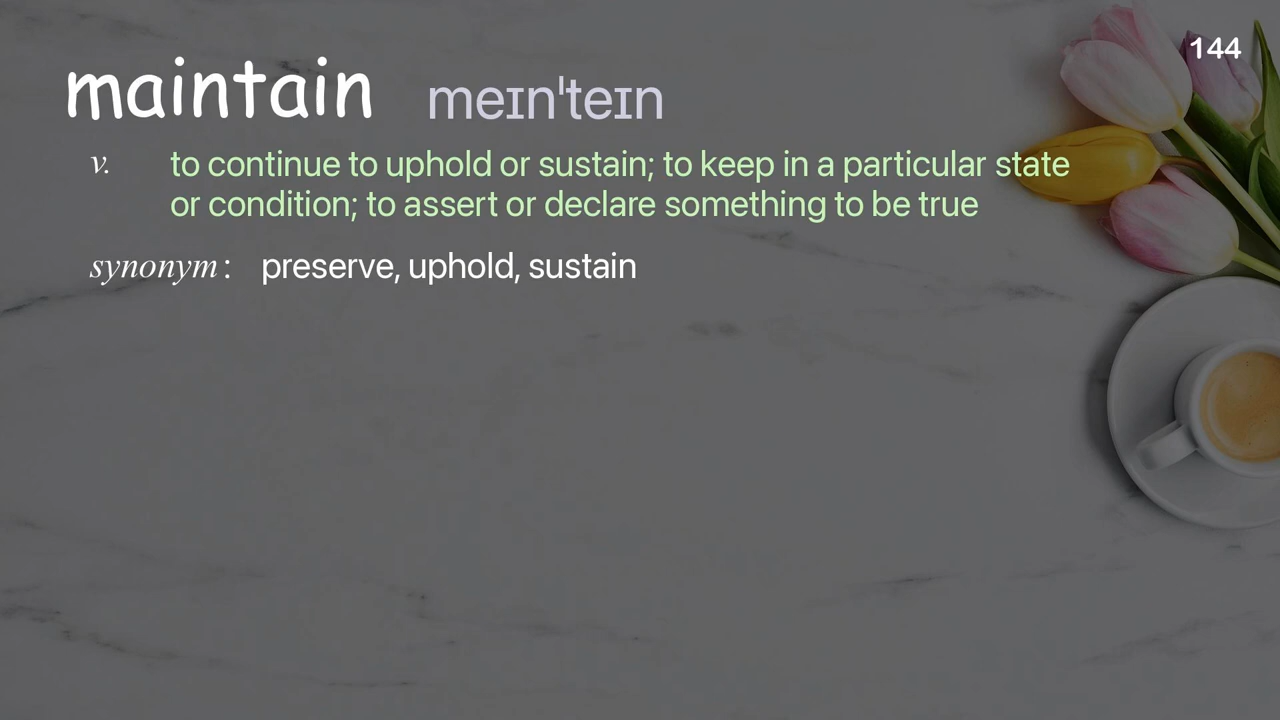 144
maintain meɪnˈteɪn
v. to continue to uphold or sustain; to keep in a particular state
or condition; to assert or declare something to be true
synonym : preserve, uphold, sustain